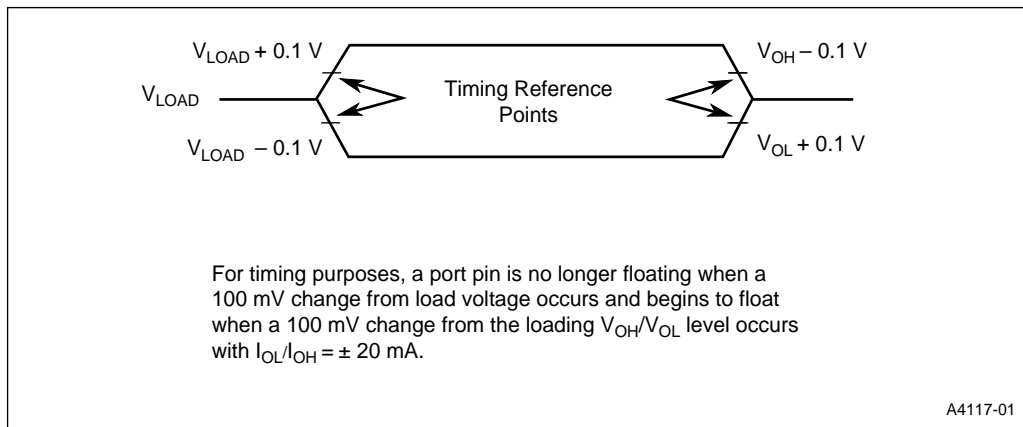 V_LOAD + 0.1 V
V_OH – 0.1 V
V_LOAD
Timing Reference
Points
V_LOAD – 0.1 V
V_OL + 0.1 V
For timing purposes, a port pin is no longer floating when a
100 mV change from load voltage occurs and begins to float
when a 100 mV change from the loading V_OH/V_OL level occurs
with I_OL/I_OH = ± 20 mA.
A4117-01